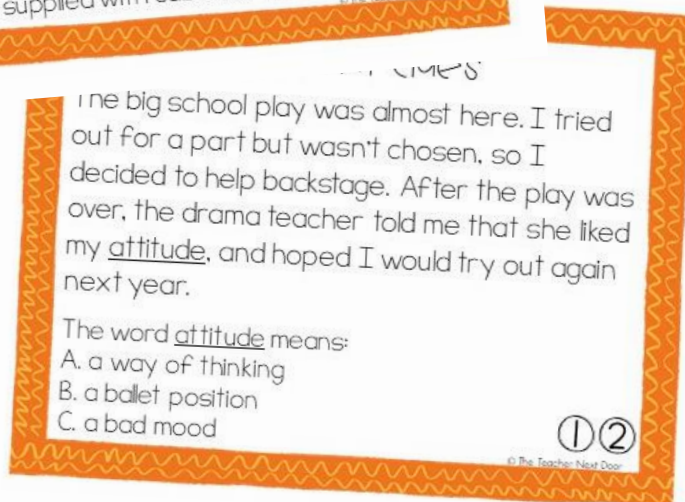 supplied with
The big school play was almost here. I tried
out for a part but wasn't chosen, so I
decided to help backstage. After the play was
over, the drama teacher told me that she liked
my attitude, and hoped I would try out again
next year.
The word attitude means:
A. a way of thinking
B. a ballet position
C. a bad mood
12
© The Teacher Next Door